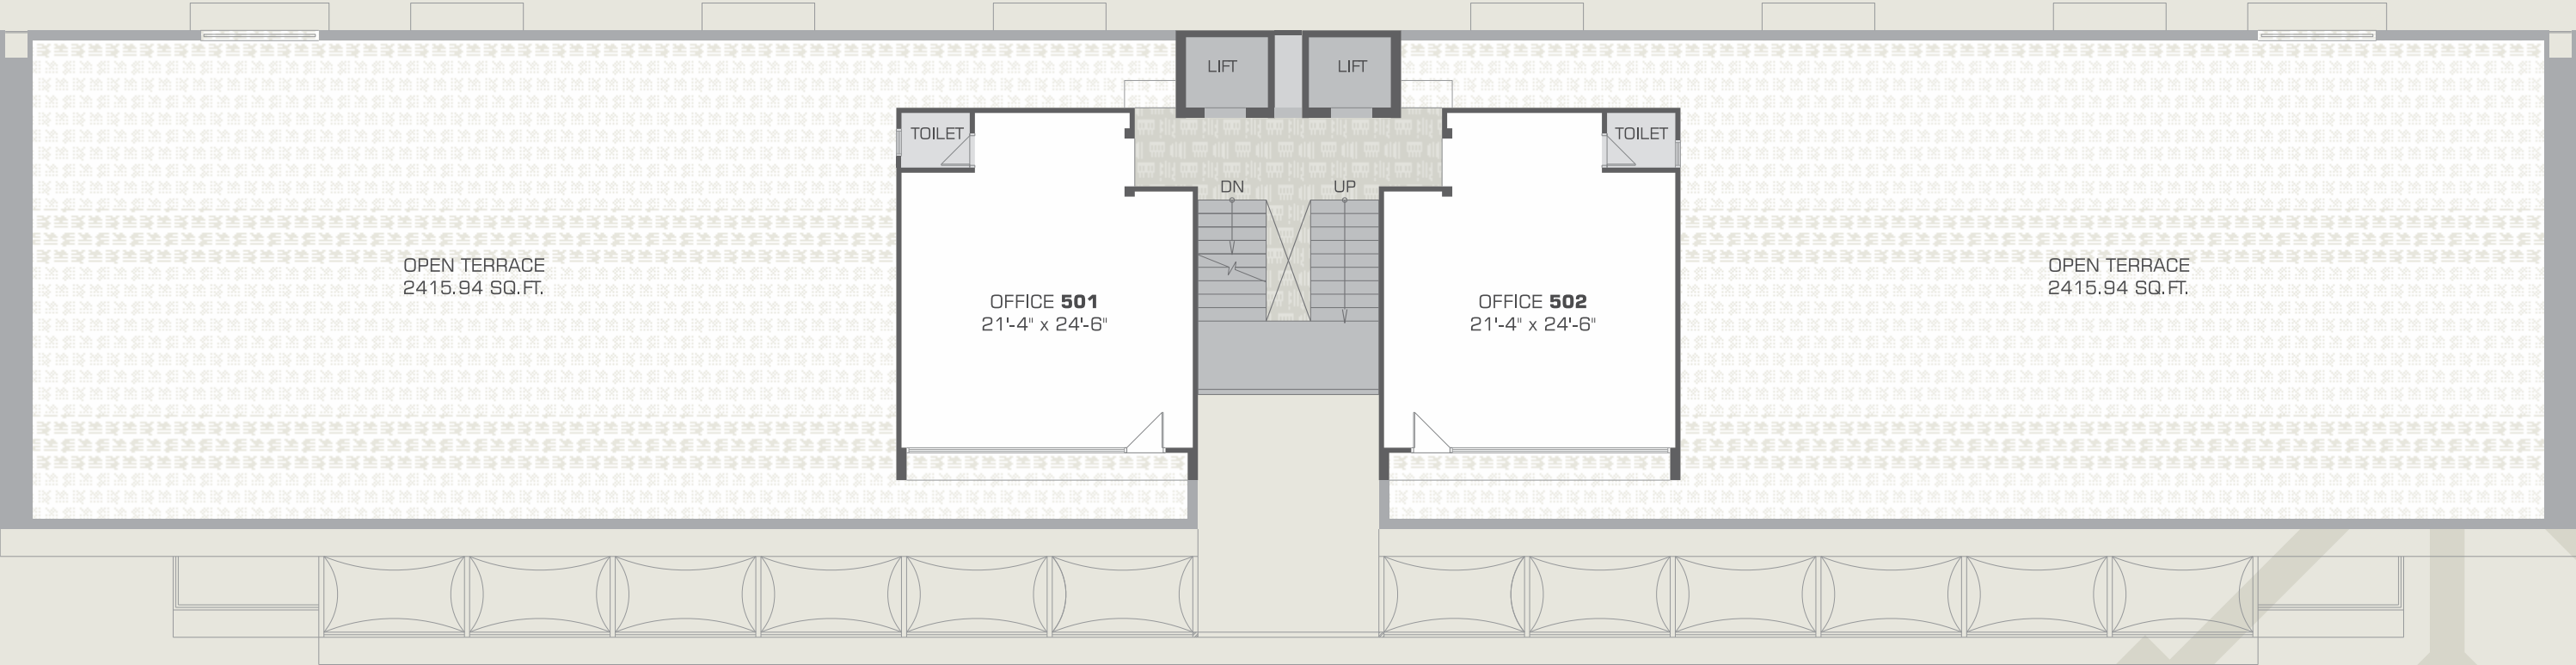 LIFT
LIFT
TOILET
TOILET
DN
UP
OPEN TERRACE
2415.94 SQ.FT.
OFFICE 501
21'-4" x 24'-6"
OFFICE 502
21'-4" x 24'-6"
OPEN TERRACE
2415.94 SQ.FT.